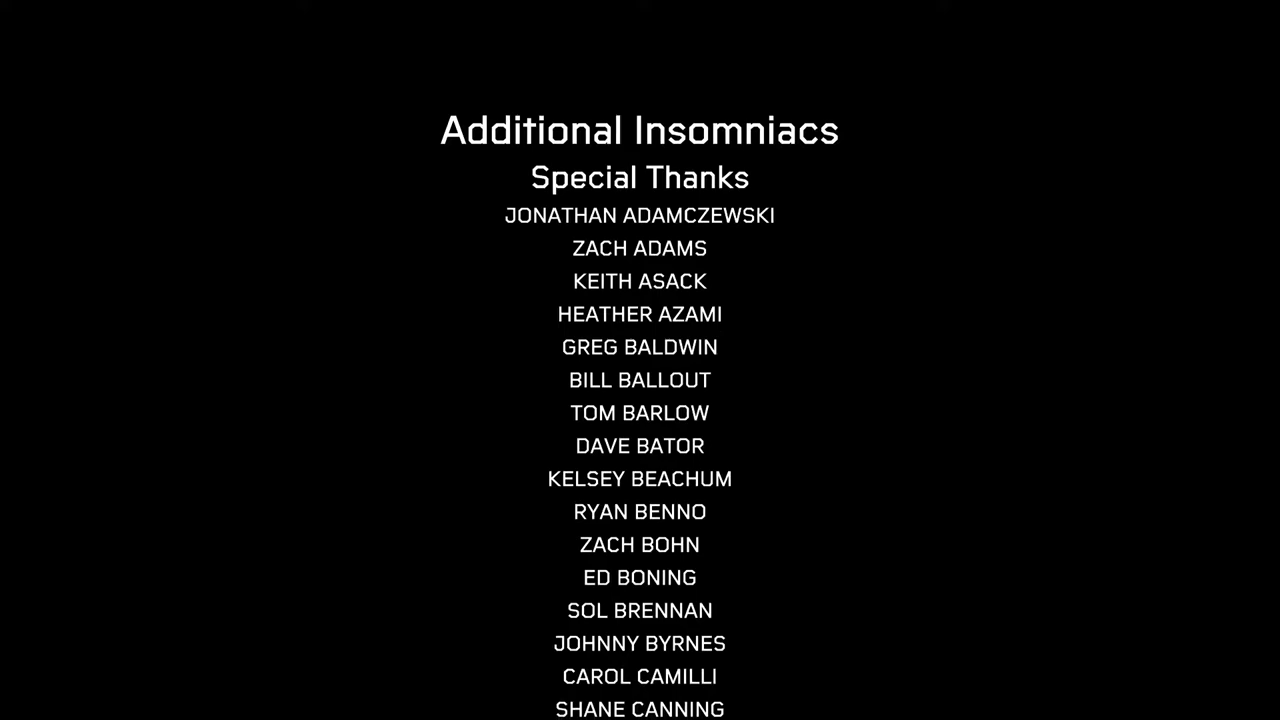 Additional Insomniacs
Special Thanks
JONATHAN ADAMCZEWSKI
ZACH ADAMS
KEITH ASACK
HEATHER AZAMI
GREG BALDWIN
BILL BALLOUT
TOM BARLOW
DAVE BATOR
KELSEY BEACHUM
RYAN BENNO
ZACH BOHN
ED BONING
SOL BRENNAN
JOHNNY BYRNES
CAROL CAMILLI
SHANE CANNING